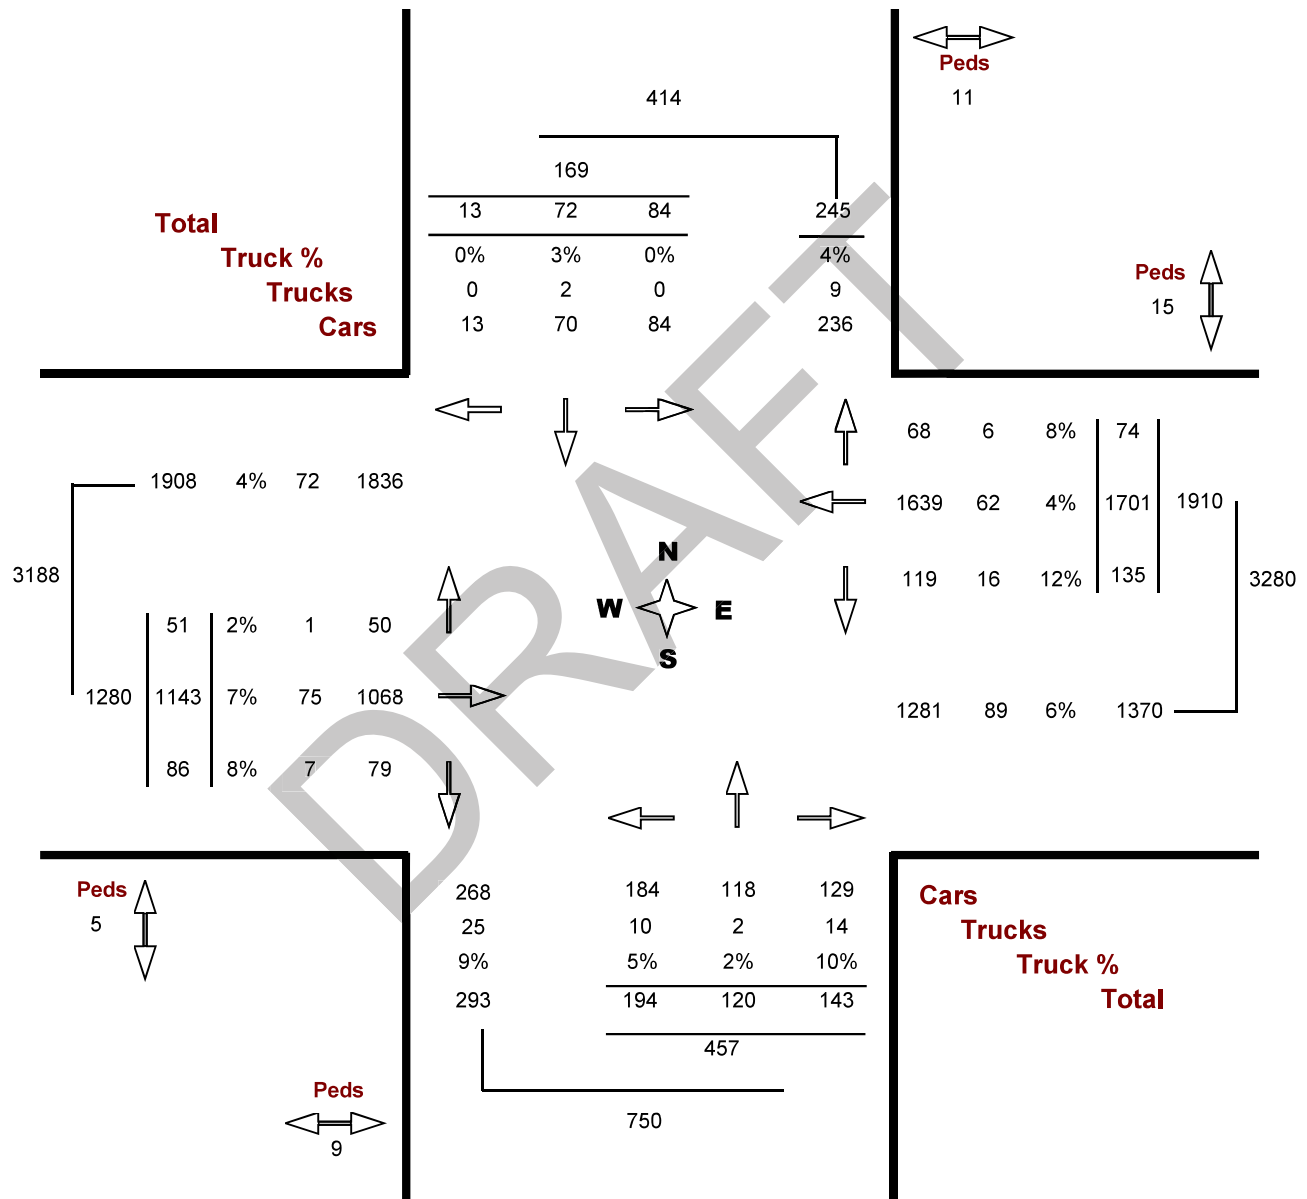 Peds
11
414
169
13 72 84 245
Total
0% 3% 0% 4%
Truck %
Peds
0 2 0 9
Trucks
15
13 70 84 236
Cars
68 6 8% 74
1908 4% 72 1836
1639 62 4% 1701 1910
N
3188
119 16 12% 135 3280
W E
51 2% 1 50
S
1280 1143 7% 75 1068
1281 89 6% 1370
86 8% 7 79
DRAFT
Peds
268 184 118 129
Cars
5
25 10 2 14
Trucks
9% 5% 2% 10%
Truck %
293 194 120 143
Total
457
Peds
750
9